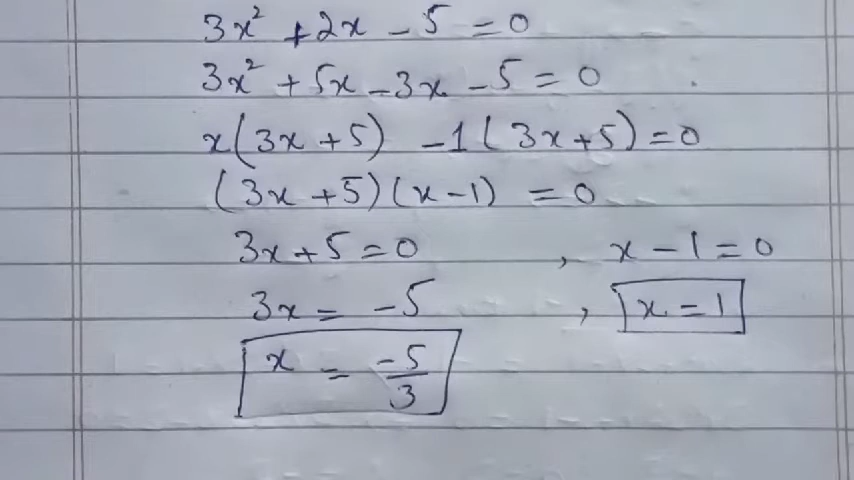 3x² + 2x - 5 = 0
3x² + 5x - 3x - 5 = 0
x(3x + 5) - 1(3x + 5) = 0
(3x + 5)(x - 1) = 0
3x + 5 = 0 , x - 1 = 0
3x = -5 , x = 1
x = -5/3